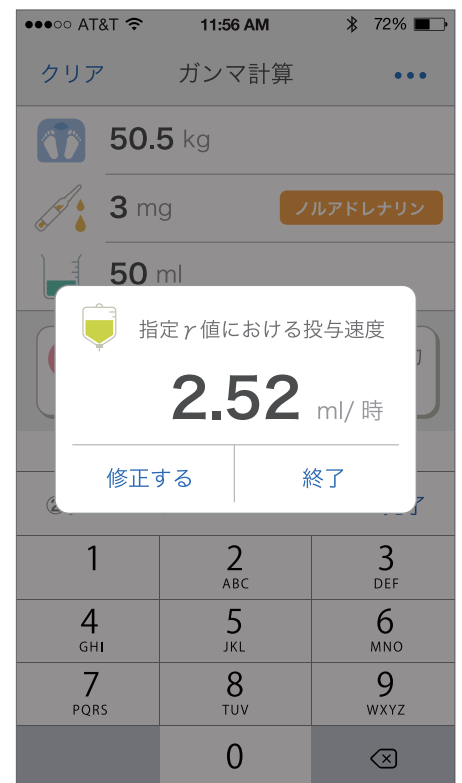 AT&T 11:56 AM 72%
クリア ガンマ計算 •••
50.5 kg
3 mg ノルアドレナリン
50 ml
指定γ値における投与速度
2.52 ml/ 時
修正する 終了
1 2 3
ABC DEF
4 5 6
GHI JKL MNO
7 8 9
PQRS TUV WXYZ
0